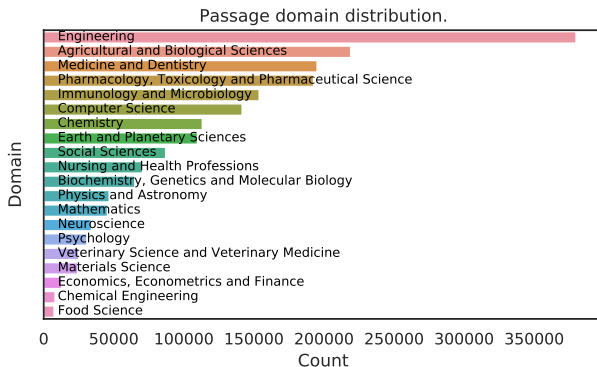 Passage domain distribution.
Engineering
Agricultural and Biological Sciences
Medicine and Dentistry
Pharmacology, Toxicology and Pharmaceutical Science
Immunology and Microbiology
Computer Science
Chemistry
Earth and Planetary Sciences
Social Sciences
Nursing and Health Professions
Biochemistry, Genetics and Molecular Biology
Physics and Astronomy
Mathematics
Neuroscience
Psychology
Veterinary Science and Veterinary Medicine
Materials Science
Economics, Econometrics and Finance
Chemical Engineering
Food Science
Domain
0 50000 100000 150000 200000 250000 300000 350000
Count